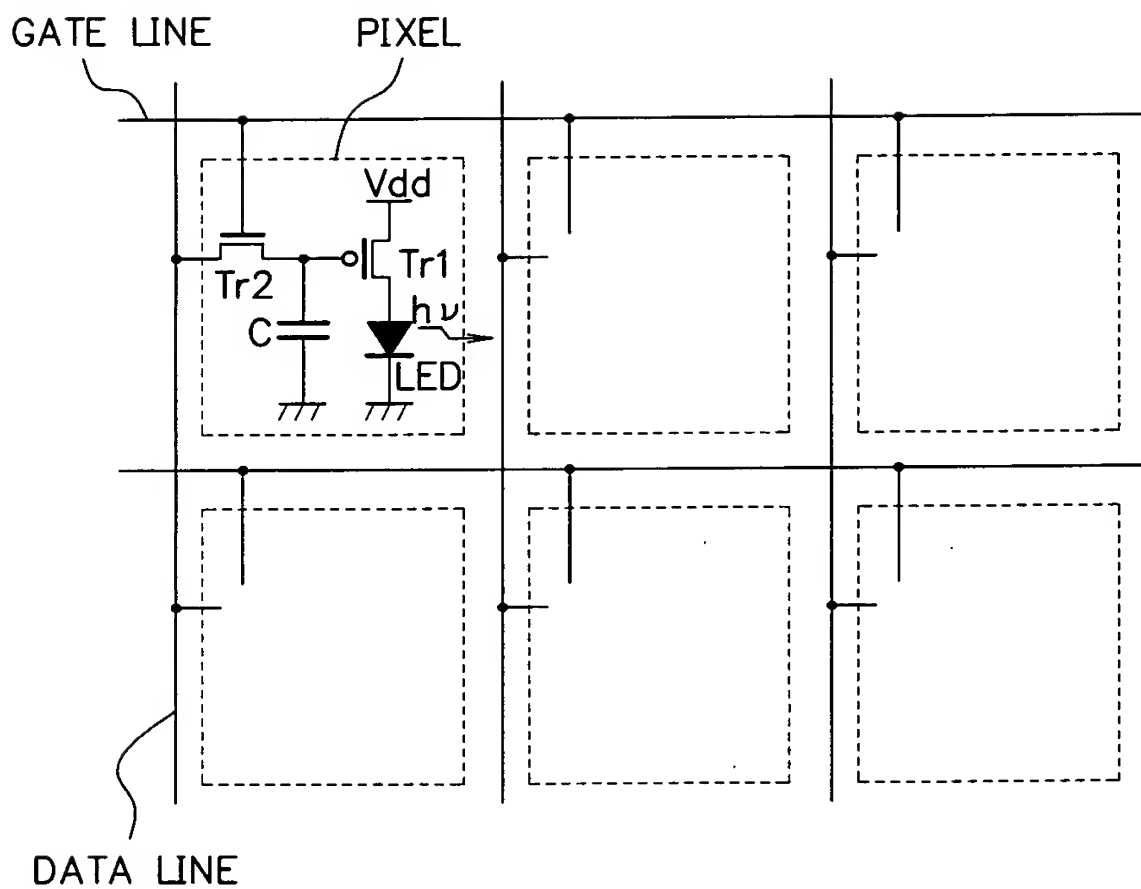 GATE LINE
PIXEL
Vdd
Tr1
Tr2
hν
C
LED
DATA LINE